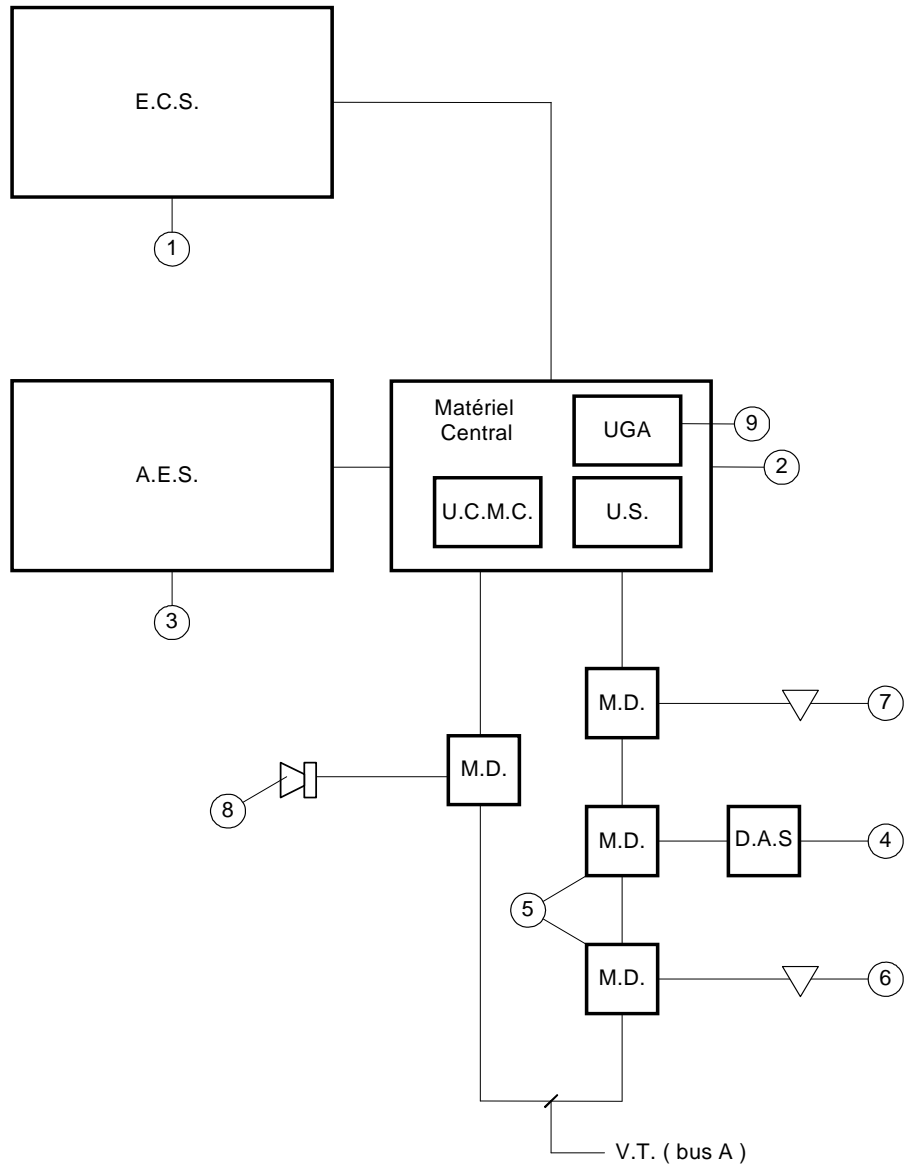 E.C.S.
1
Matériel
Central
UGA
9
2
A.E.S.
U.C.M.C.
U.S.
3
M.D.
7
M.D.
8
M.D.
D.A.S
4
5
M.D.
6
V.T. ( bus A )